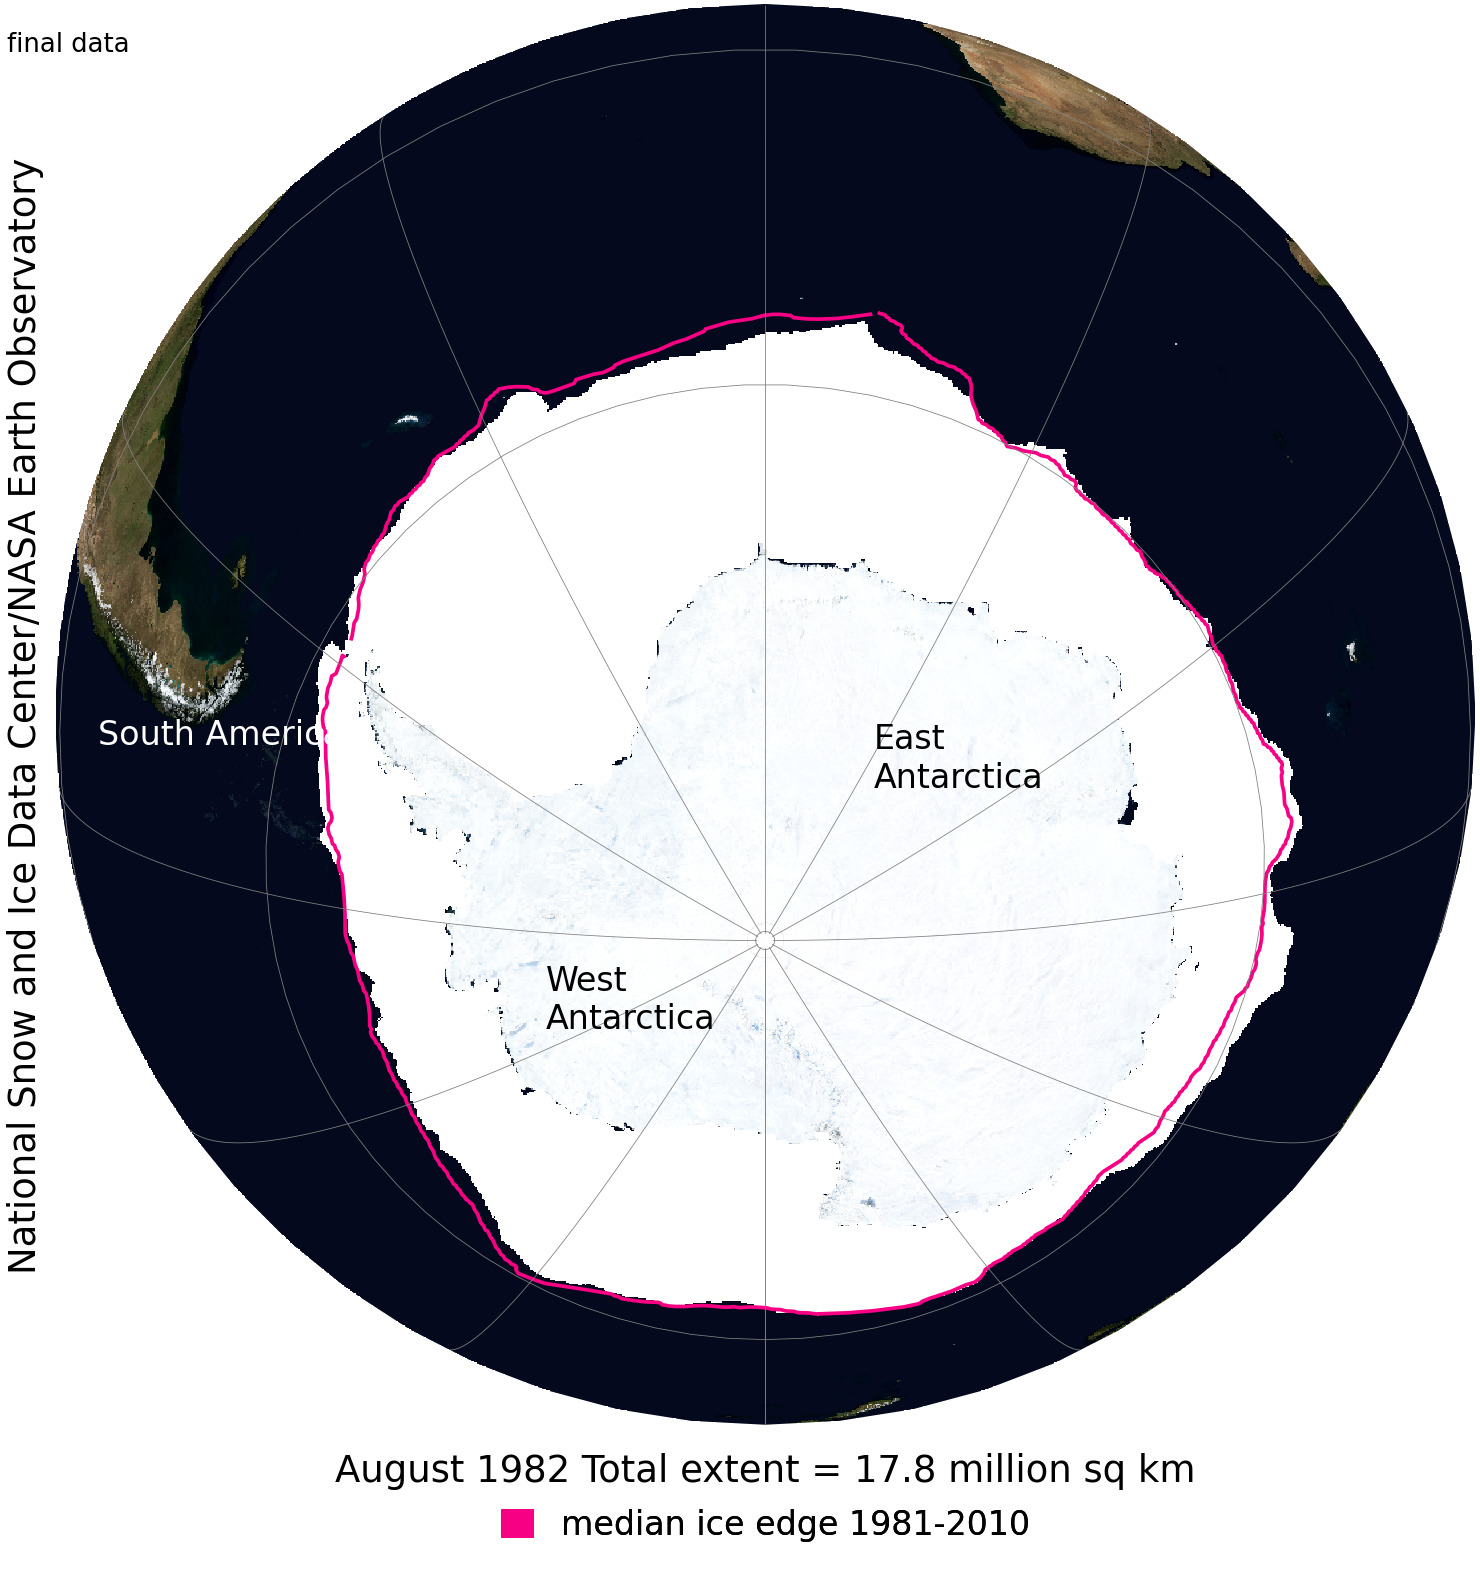 final data
National Snow and Ice Data Center/NASA Earth Observatory
South America
East
Antarctica
West
Antarctica
August 1982 Total extent = 17.8 million sq km
median ice edge 1981-2010